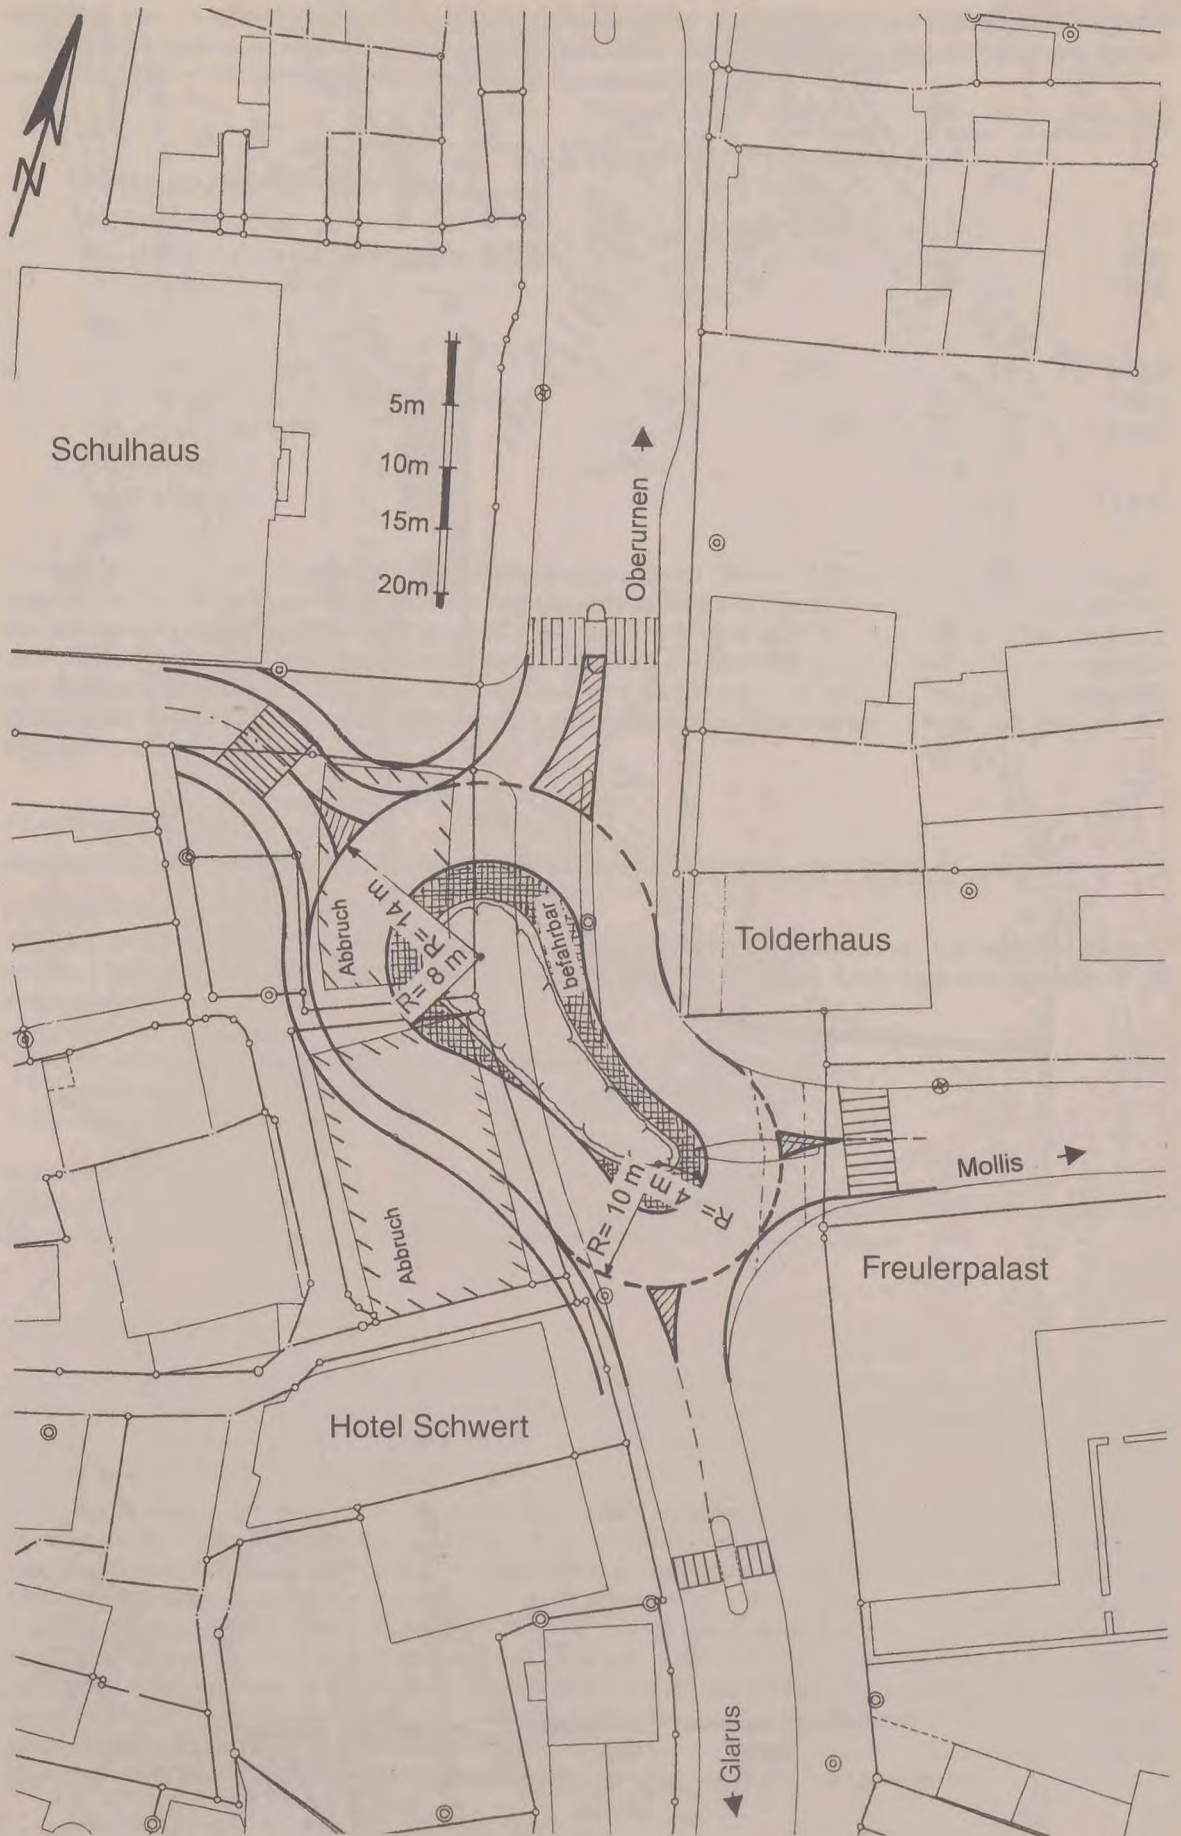 N
5m
10m
15m
20m
Schulhaus
Oberurnen
Abbruch
R= 14 m
R= 8 m
befahrbar
Tolderhaus
Mollis
R= 10 m
R= 4 m
Abbruch
Freulerpalast
Hotel Schwert
Glarus